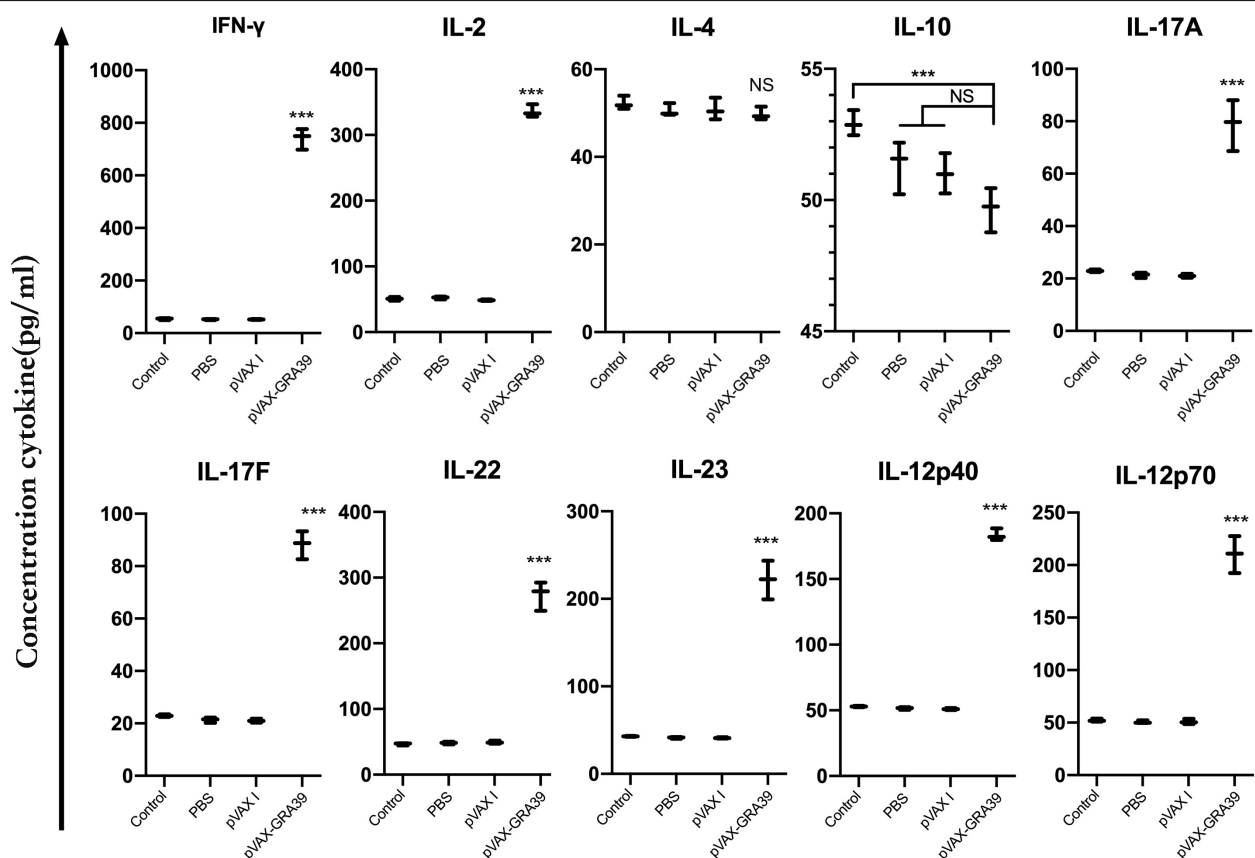 Concentration cytokine(pg/ml)
IFN-γ
1000
800
600
400
200
0
***
Control
PBS
pVAX I
pVAX-GRA39
IL-2
400
300
200
100
0
***
Control
PBS
pVAX I
pVAX-GRA39
IL-4
60
40
20
0
NS
Control
PBS
pVAX I
pVAX-GRA39
IL-10
55
50
45
***
NS
Control
PBS
pVAX I
pVAX-GRA39
IL-17A
100
80
60
40
20
0
***
Control
PBS
pVAX I
pVAX-GRA39
IL-17F
100
80
60
40
20
0
***
Control
PBS
pVAX I
pVAX-GRA39
IL-22
400
300
200
100
0
***
Control
PBS
pVAX I
pVAX-GRA39
IL-23
300
200
100
0
***
Control
PBS
pVAX I
pVAX-GRA39
IL-12p40
200
150
100
50
0
***
Control
PBS
pVAX I
pVAX-GRA39
IL-12p70
250
200
150
100
50
0
***
Control
PBS
pVAX I
pVAX-GRA39